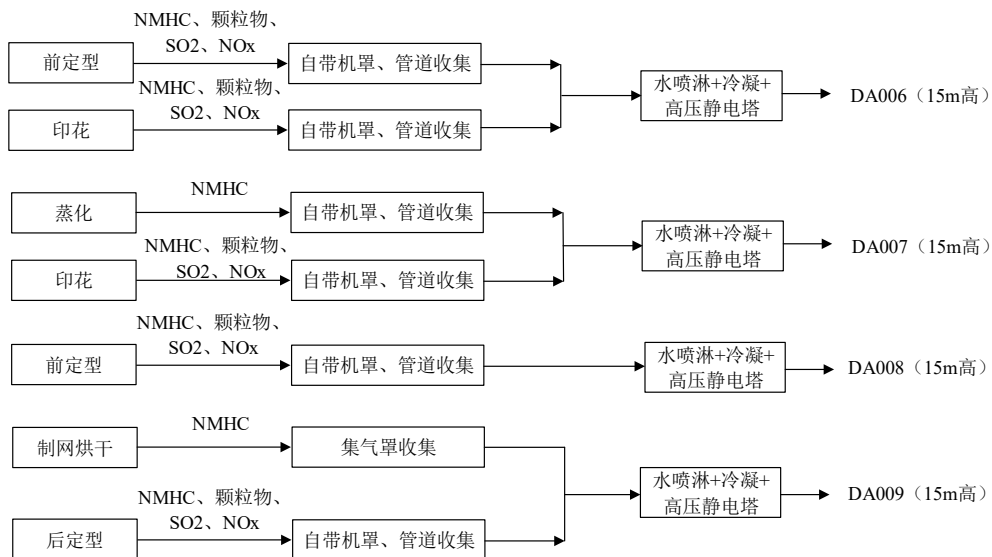 NMHC、颗粒物、
SO2、NOx
前定型
自带机罩、管道收集
NMHC、颗粒物、
SO2、NOx
印花
自带机罩、管道收集
水喷淋+冷凝+
高压静电塔
DA006（15m高）
NMHC
蒸化
自带机罩、管道收集
NMHC、颗粒物、
SO2、NOx
印花
自带机罩、管道收集
水喷淋+冷凝+
高压静电塔
DA007（15m高）
NMHC、颗粒物、
SO2、NOx
前定型
自带机罩、管道收集
水喷淋+冷凝+
高压静电塔
DA008（15m高）
NMHC
制网烘干
集气罩收集
NMHC、颗粒物、
SO2、NOx
后定型
自带机罩、管道收集
水喷淋+冷凝+
高压静电塔
DA009（15m高）